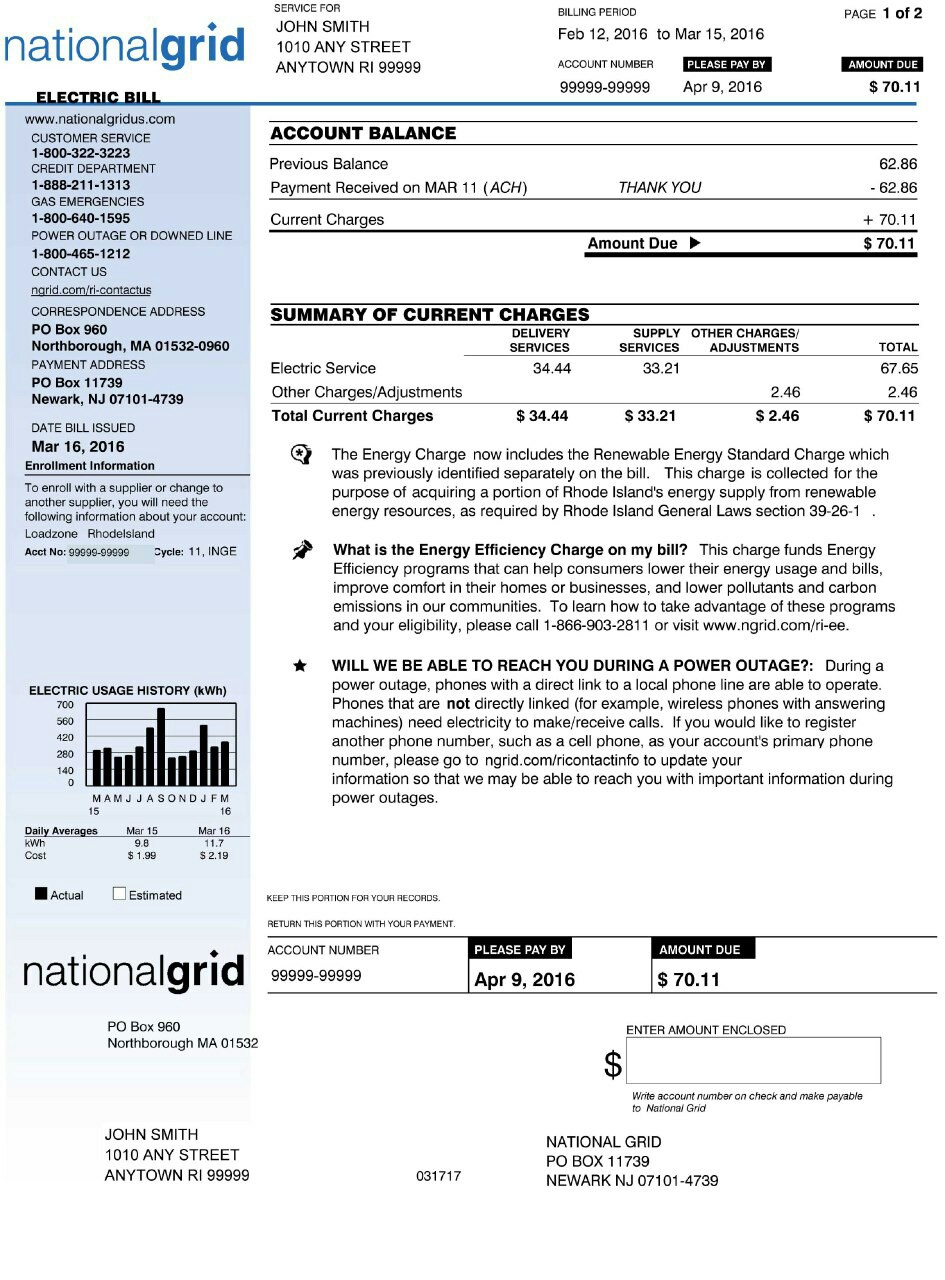 nationalgrid
SERVICE FOR
JOHN SMITH
1010 ANY STREET
ANYTOWN RI 99999
BILLING PERIOD
Feb 12, 2016 to Mar 15, 2016
PAGE 1 of 2
ACCOUNT NUMBER PLEASE PAY BY AMOUNT DUE
99999-99999 Apr 9, 2016 $ 70.11
ELECTRIC BILL
www.nationalgridus.com
CUSTOMER SERVICE
1-800-322-3223
CREDIT DEPARTMENT
1-888-211-1313
GAS EMERGENCIES
1-800-640-1595
POWER OUTAGE OR DOWNED LINE
1-800-465-1212
CONTACT US
ngrid.com/ri-contactus
CORRESPONDENCE ADDRESS
PO Box 960
Northborough, MA 01532-0960
PAYMENT ADDRESS
PO Box 11739
Newark, NJ 07101-4739
DATE BILL ISSUED
Mar 16, 2016
Enrollment Information
To enroll with a supplier or change to
another supplier, you will need the
following information about your account:
Loadzone RhodeIsland
Acct No: 99999-99999 Cycle: 11, INGE
ELECTRIC USAGE HISTORY (kWh)
700
560
420
280
140
0
M A M J J A S O N D J F M
15 16
Daily Averages Mar 15 Mar 16
kWh 9.8 11.7
Cost $ 1.99 $ 2.19
Actual Estimated
ACCOUNT BALANCE
Previous Balance 62.86
Payment Received on MAR 11 (ACH) THANK YOU - 62.86
Current Charges + 70.11
Amount Due ▶ $ 70.11
SUMMARY OF CURRENT CHARGES
DELIVERY SUPPLY OTHER CHARGES/
SERVICES SERVICES ADJUSTMENTS TOTAL
Electric Service 34.44 33.21 67.65
Other Charges/Adjustments 2.46 2.46
Total Current Charges $ 34.44 $ 33.21 $ 2.46 $ 70.11
The Energy Charge now includes the Renewable Energy Standard Charge which
was previously identified separately on the bill. This charge is collected for the
purpose of acquiring a portion of Rhode Island's energy supply from renewable
energy resources, as required by Rhode Island General Laws section 39-26-1 .
What is the Energy Efficiency Charge on my bill? This charge funds Energy
Efficiency programs that can help consumers lower their energy usage and bills,
improve comfort in their homes or businesses, and lower pollutants and carbon
emissions in our communities. To learn how to take advantage of these programs
and your eligibility, please call 1-866-903-2811 or visit www.ngrid.com/ri-ee.
WILL WE BE ABLE TO REACH YOU DURING A POWER OUTAGE?: During a
power outage, phones with a direct link to a local phone line are able to operate.
Phones that are not directly linked (for example, wireless phones with answering
machines) need electricity to make/receive calls. If you would like to register
another phone number, such as a cell phone, as your account's primary phone
number, please go to ngrid.com/ricontactinfo to update your
information so that we may be able to reach you with important information during
power outages.
KEEP THIS PORTION FOR YOUR RECORDS.
RETURN THIS PORTION WITH YOUR PAYMENT.
nationalgrid
PO Box 960
Northborough MA 01532
ACCOUNT NUMBER PLEASE PAY BY AMOUNT DUE
99999-99999 Apr 9, 2016 $ 70.11
ENTER AMOUNT ENCLOSED
$
Write account number on check and make payable
to National Grid
JOHN SMITH
1010 ANY STREET
ANYTOWN RI 99999
031717
NATIONAL GRID
PO BOX 11739
NEWARK NJ 07101-4739